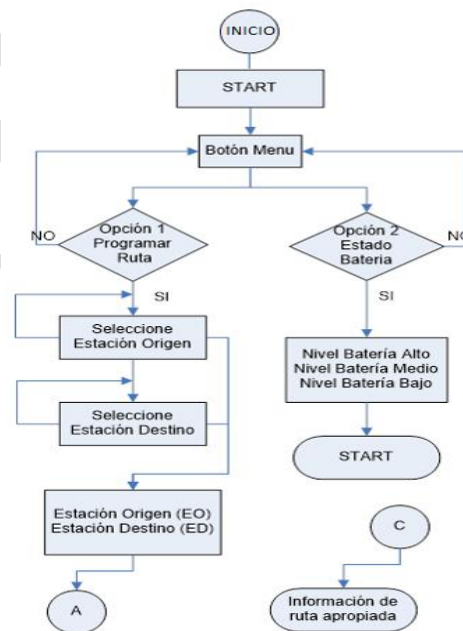 INICIO
START
Botón Menu
Opción 1
Programar
Ruta
NO
SI
Opción 2
Estado
Bateria
NO
SI
Seleccione
Estación Origen
Seleccione
Estación Destino
Estación Origen (EO)
Estación Destino (ED)
A
Nivel Batería Alto
Nivel Batería Medio
Nivel Batería Bajo
START
C
Información de
ruta apropiada